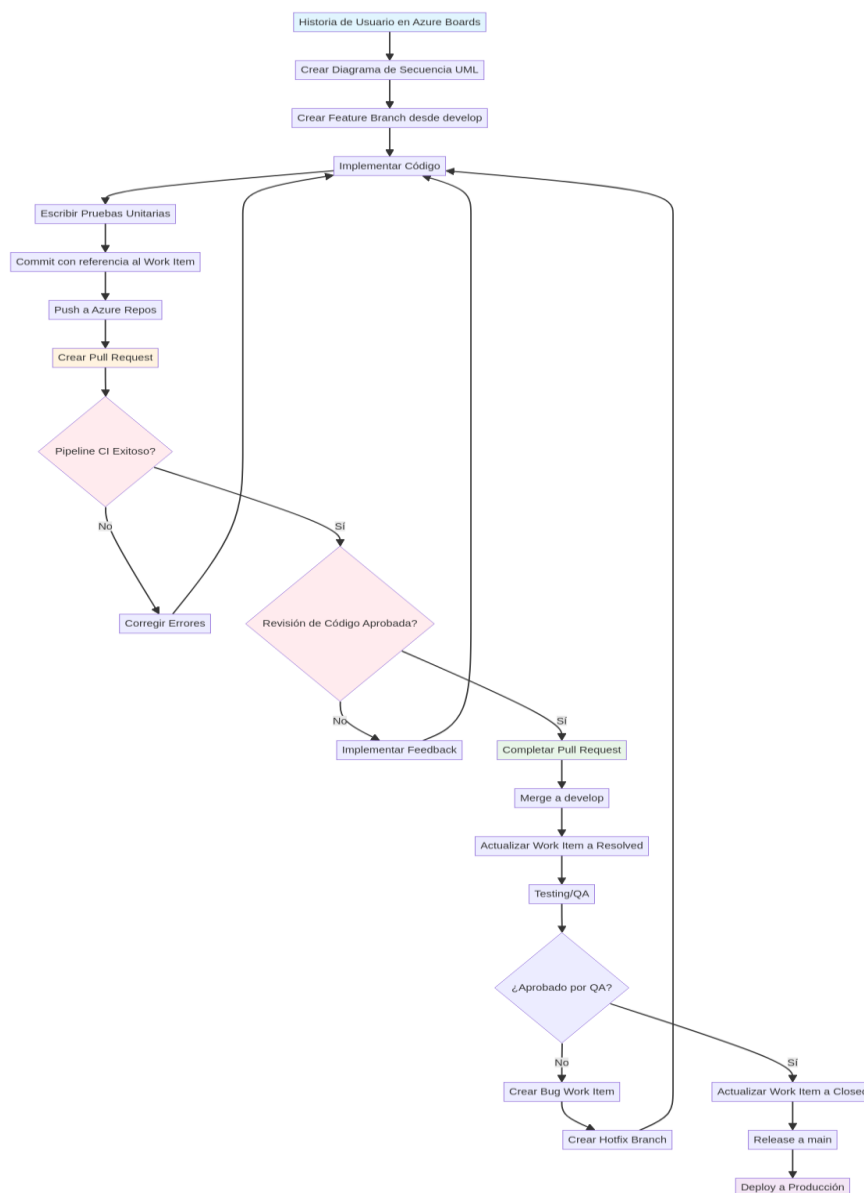 Historia de Usuario en Azure Boards
Crear Diagrama de Secuencia UML
Crear Feature Branch desde develop
Implementar Código
Escribir Pruebas Unitarias
Commit con referencia al Work Item
Push a Azure Repos
Crear Pull Request
Pipeline CI Exitoso?
No
Sí
Corregir Errores
Revisión de Código Aprobada?
No
Sí
Implementar Feedback
Completar Pull Request
Merge a develop
Actualizar Work Item a Resolved
Testing/QA
¿Aprobado por QA?
No
Sí
Crear Bug Work Item
Actualizar Work Item a Closed
Crear Hotfix Branch
Release a main
Deploy a Producción